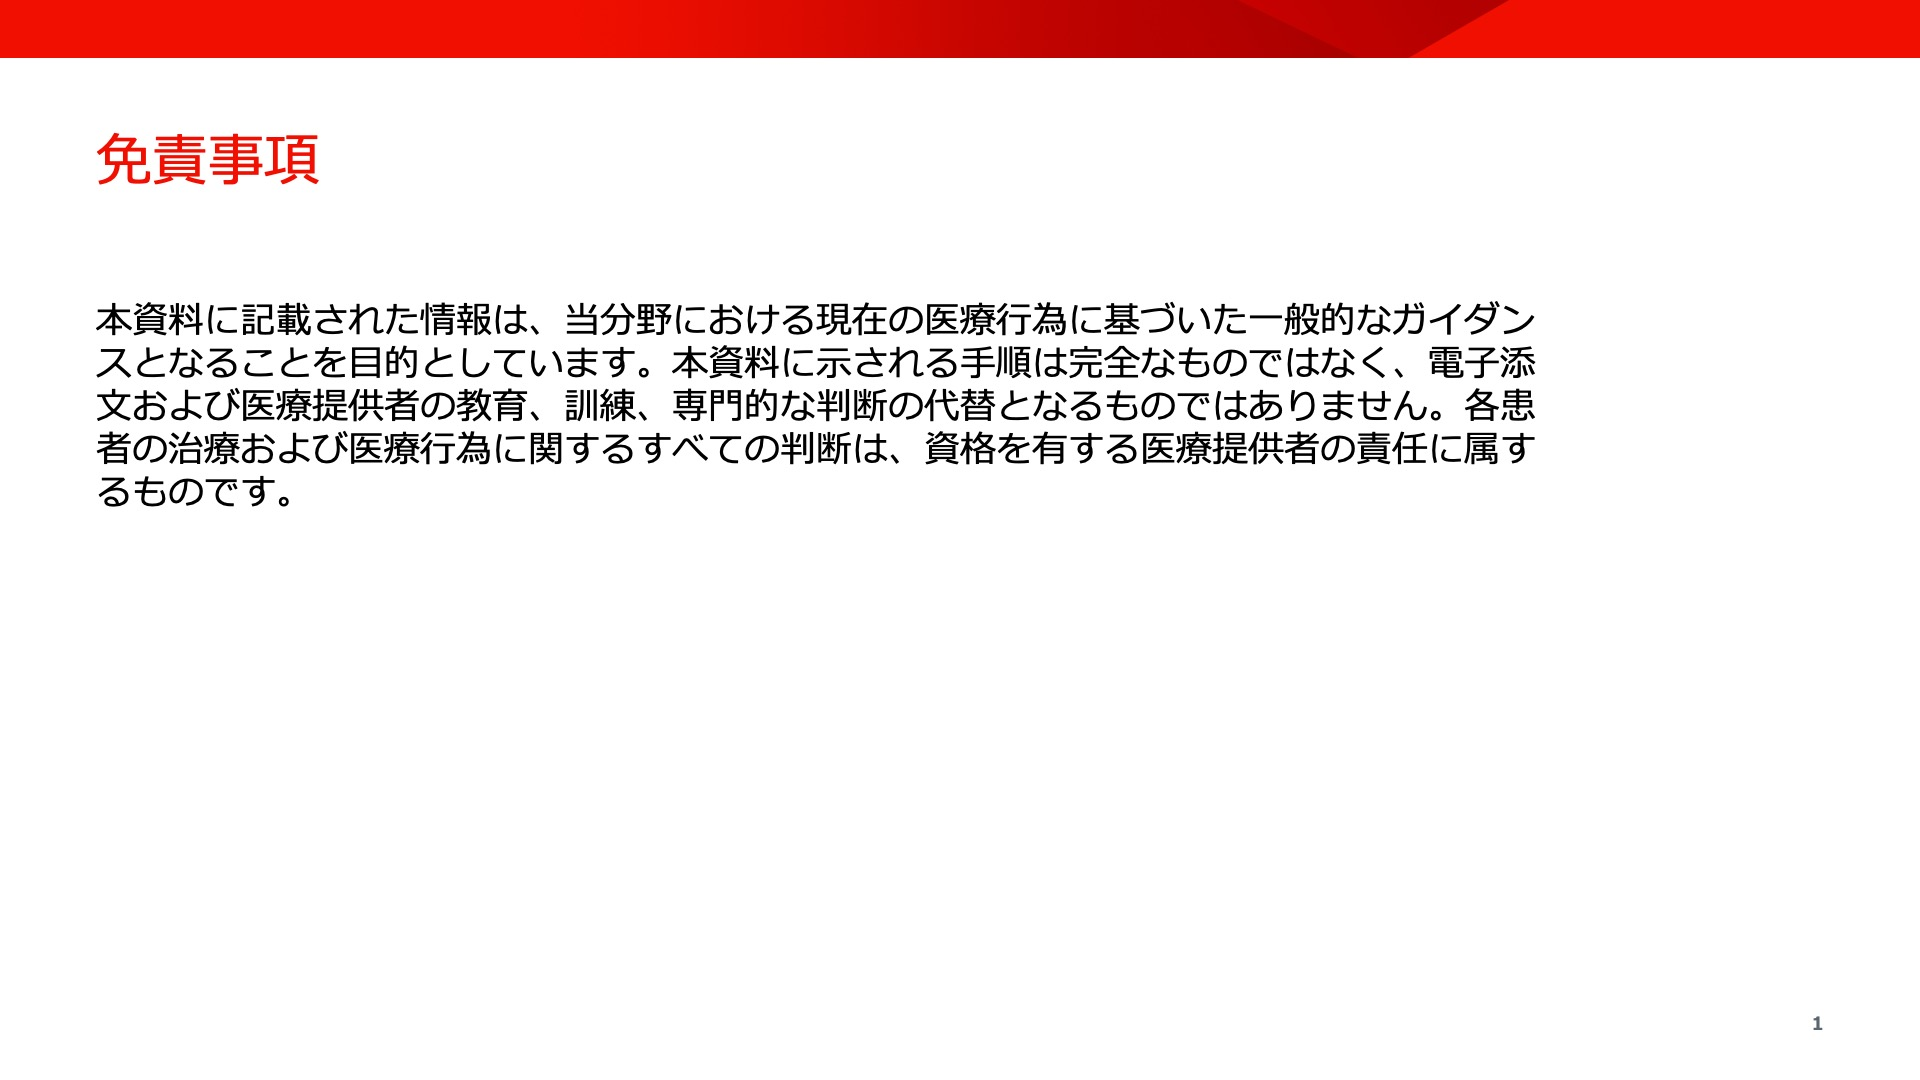 免責事項
本資料に記載された情報は、当分野における現在の医療行為に基づいた一般的なガイダン
スとなることを目的としています。本資料に示される手順は完全なものではなく、電子添
文および医療提供者の教育、訓練、専門的な判断の代替となるものではありません。各患
者の治療および医療行為に関するすべての判断は、資格を有する医療提供者の責任に属す
るものです。
1